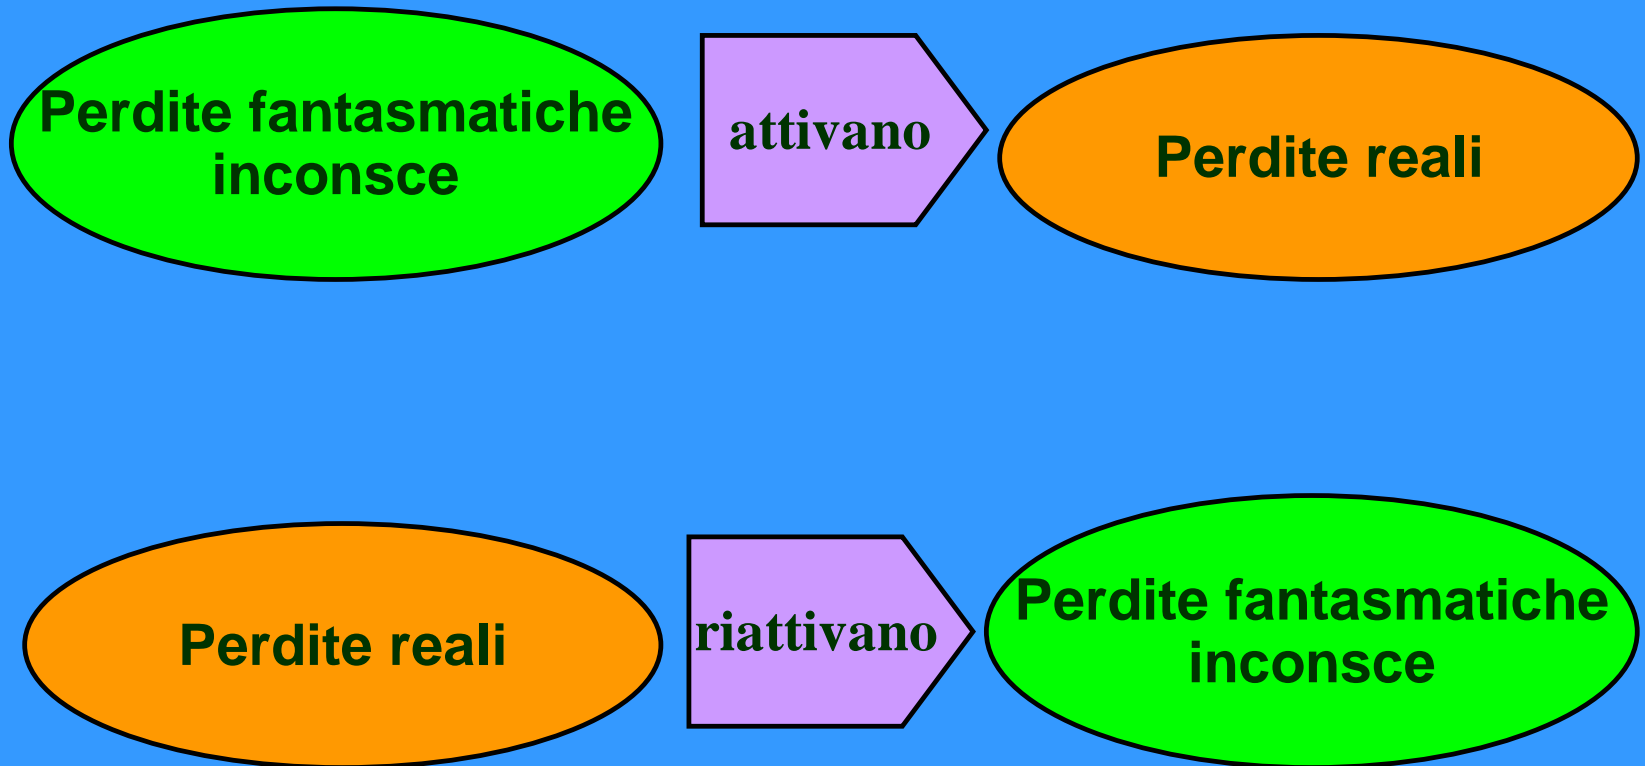 Perdite fantasmatiche
inconsce
attivano
Perdite reali
Perdite reali
riattivano
Perdite fantasmatiche
inconsce